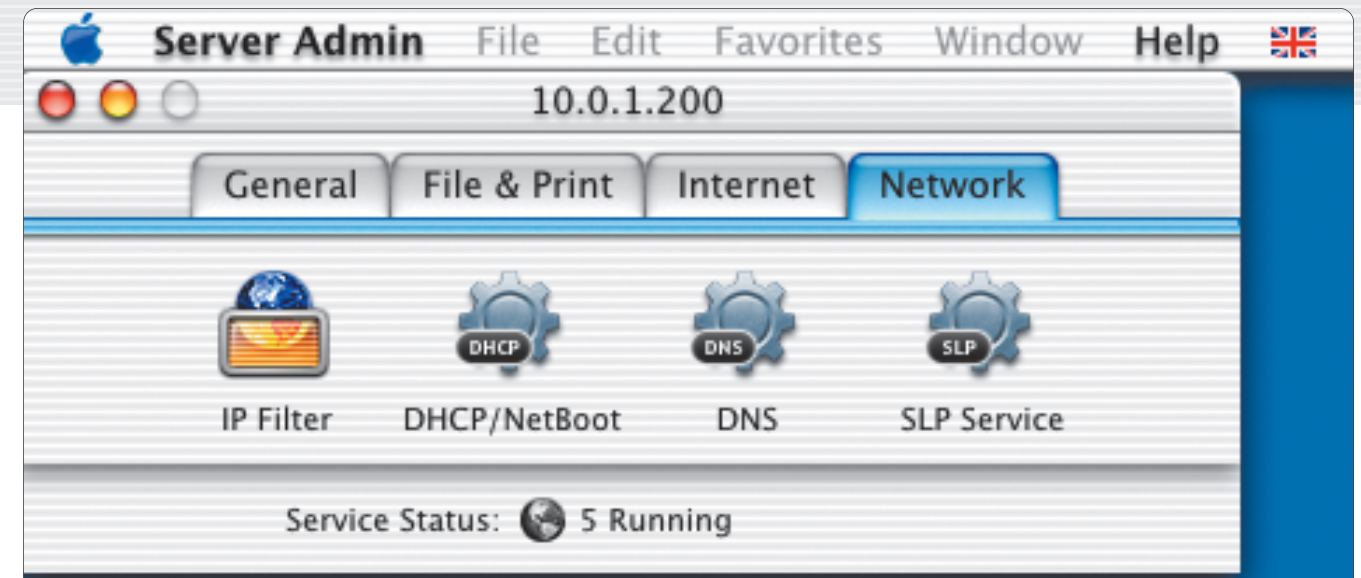 Server Admin File Edit Favorites Window Help
10.0.1.200
General File & Print Internet Network
DHCP DNS SLP
IP Filter DHCP/NetBoot DNS SLP Service
Service Status: 5 Running